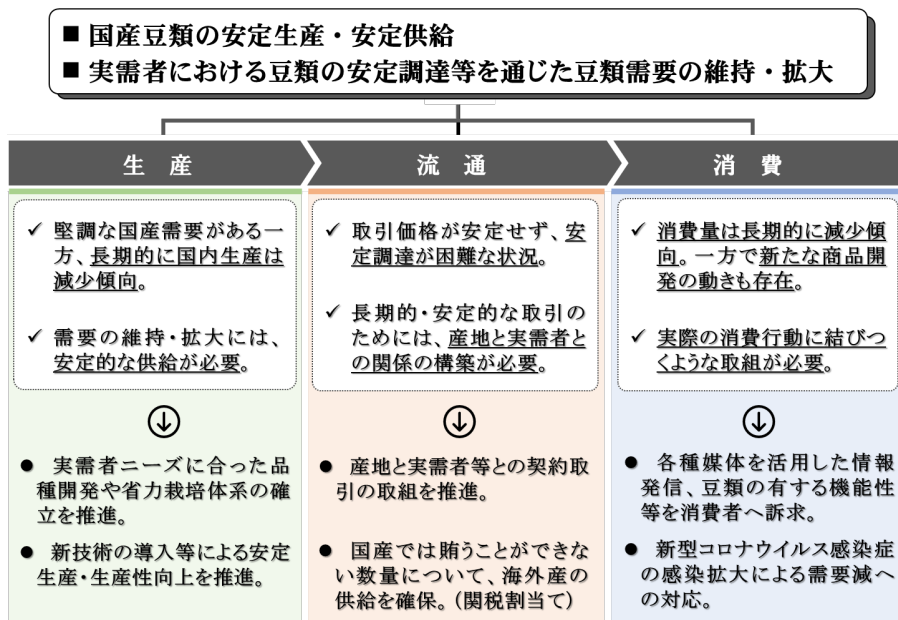 ■ 国産豆類の安定生産・安定供給
■ 実需者における豆類の安定調達等を通じた豆類需要の維持・拡大
生 産
流 通
消 費
✓ 堅調な国産需要がある一
方、長期的に国内生産は
減少傾向。
✓ 需要の維持・拡大には、
安定的な供給が必要。
✓ 取引価格が安定せず、安
定調達が困難な状況。
✓ 長期的・安定的な取引の
ためには、産地と実需者と
の関係の構築が必要。
✓ 消費量は長期的に減少傾
向。一方で新たな商品開
発の動きも存在。
✓ 実際の消費行動に結びつ
くような取組が必要。
● 実需者ニーズに合った品
種開発や省力栽培体系の確
立を推進。
● 新技術の導入等による安定
生産・生産性向上を推進。
● 産地と実需者等との契約取
引の取組を推進。
● 国産では賄うことができな
い数量について、海外産の
供給を確保。（関税割当て）
● 各種媒体を活用した情報
発信、豆類の有する機能性
等を消費者へ訴求。
● 新型コロナウイルス感染症
の感染拡大による需要減へ
の対応。